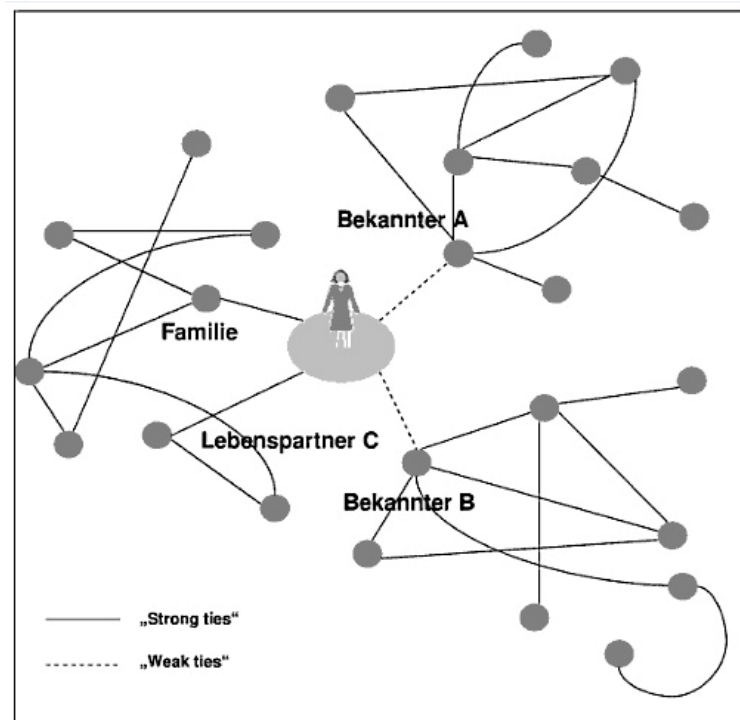 Bekannter A
Familie
Lebenspartner C
Bekannter B
„Strong ties“
„Weak ties“